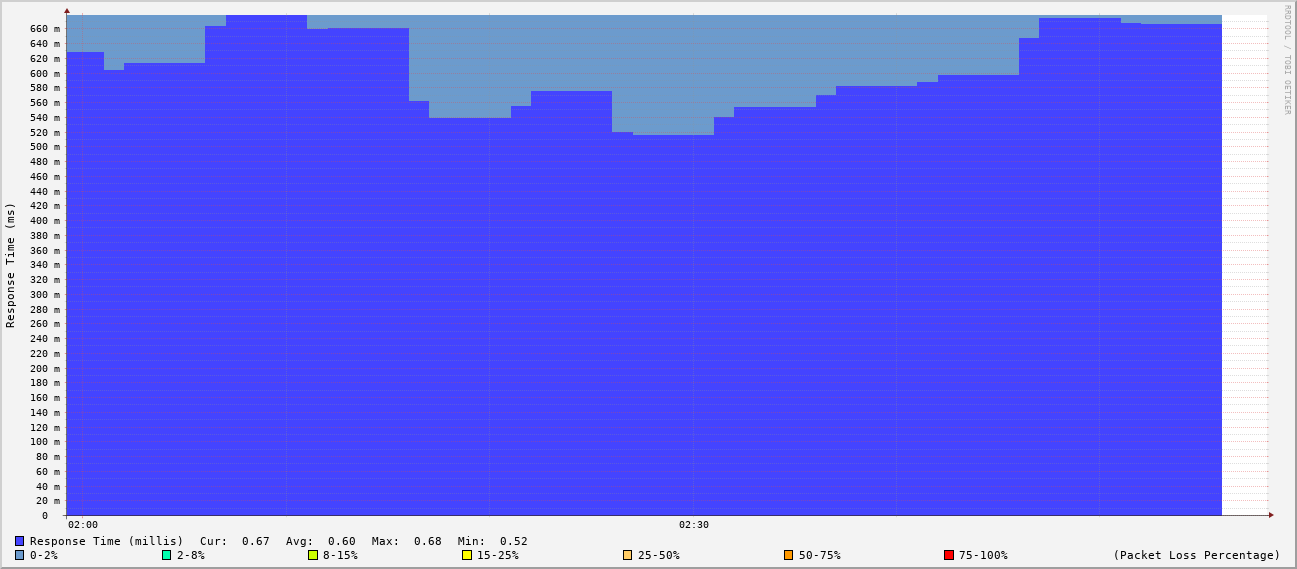 RRDTOOL / TOBI OETIKER
Response Time (ms)
660 m
640 m
620 m
600 m
580 m
560 m
540 m
520 m
500 m
480 m
460 m
440 m
420 m
400 m
380 m
360 m
340 m
320 m
300 m
280 m
260 m
240 m
220 m
200 m
180 m
160 m
140 m
120 m
100 m
80 m
60 m
40 m
20 m
0
02:00 02:30
Response Time (millis) Cur: 0.67 Avg: 0.60 Max: 0.68 Min: 0.52
0-2% 2-8% 8-15% 15-25% 25-50% 50-75% 75-100% (Packet Loss Percentage)